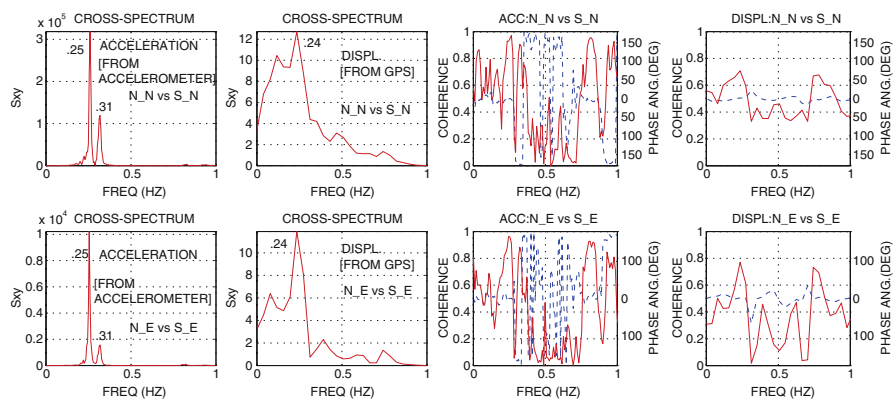 x 10^5
CROSS-SPECTRUM
CROSS-SPECTRUM
ACC:N_N vs S_N
DISPL:N_N vs S_N
3
2
1
0
Sxy
.25
ACCELERATION
[FROM
ACCELEROMETER]
N_N vs S_N
.31
0
0.5
1
FREQ (HZ)
12
10
8
6
4
2
0
Sxy
.24
DISPL.
[FROM GPS]
N_N vs S_N
0
0.5
1
FREQ (HZ)
1
0.8
0.6
0.4
0.2
0
COHERENCE
150
100
50
0
50
100
150
PHASE ANG.(DEG)
0
0.5
1
FREQ (HZ)
1
0.8
0.6
0.4
0.2
0
COHERENCE
150
100
50
0
50
100
150
PHASE ANG.(DEG)
0
0.5
1
FREQ (HZ)
x 10^4
CROSS-SPECTRUM
CROSS-SPECTRUM
ACC:N_E vs S_E
DISPL:N_E vs S_E
1
0.8
0.6
0.4
0.2
0
Sxy
.25
ACCELERATION
[FROM
ACCELEROMETER]
N_E vs S_E
.31
0
0.5
1
FREQ (HZ)
10
8
6
4
2
0
Sxy
.24
DISPL.
[FROM GPS]
N_E vs S_E
0
0.5
1
FREQ (HZ)
1
0.8
0.6
0.4
0.2
0
COHERENCE
100
0
100
PHASE ANG.(DEG)
0
0.5
1
FREQ (HZ)
1
0.8
0.6
0.4
0.2
0
COHERENCE
100
0
100
PHASE ANG.(DEG)
0
0.5
1
FREQ (HZ)